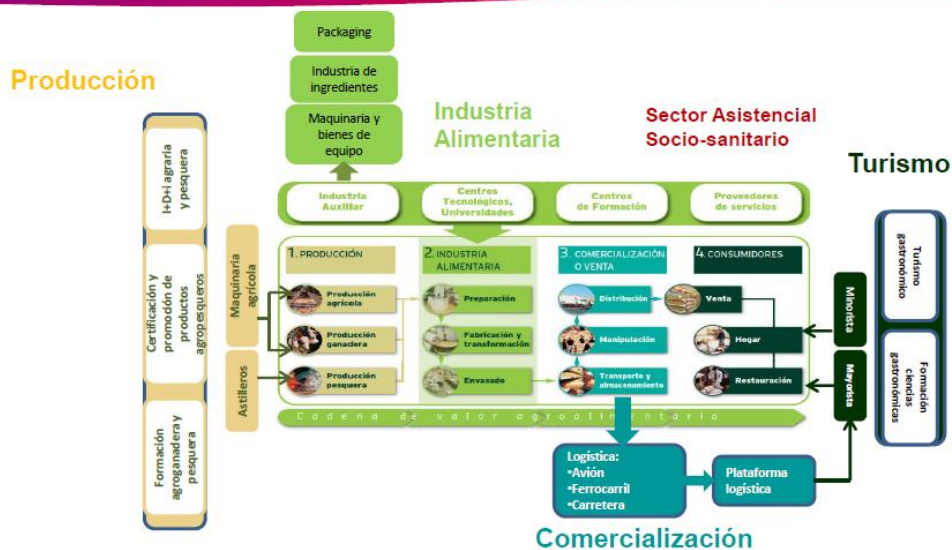 Packaging
Industria de
ingredientes
Maquinaria y
bienes de
equipo
Producción
Industria
Alimentaria
Sector Asistencial
Socio-sanitario
Turismo
I+D+i agraria
y pesquera
Certificación y
promoción de
productos
agropesqueros
Formación
agroganadera y
pesquera
Maquinaria
agrícola
Astilleros
Industria
Auxiliar
Centros
Tecnológicos,
Universidades
Centros
de Formación
Proveedores
de servicios
1. PRODUCCIÓN
Producción
agrícola
Producción
ganadera
Producción
pesquera
2. INDUSTRIA
ALIMENTARIA
Preparación
Fabricación y
transformación
Envasado
3. COMERCIALIZACIÓN
O VENTA
Distribución
Manipulación
Transporte y
almacenamiento
4. CONSUMIDORES
Venta
Hogar
Restauración
Cadena de valor agroalimentaria
Minorista
Mayorista
Turismo
gastronómico
Formación
ciencias
gastronómicas
Logística:
•Avión
•Ferrocarril
•Carretera
Plataforma
logística
Comercialización